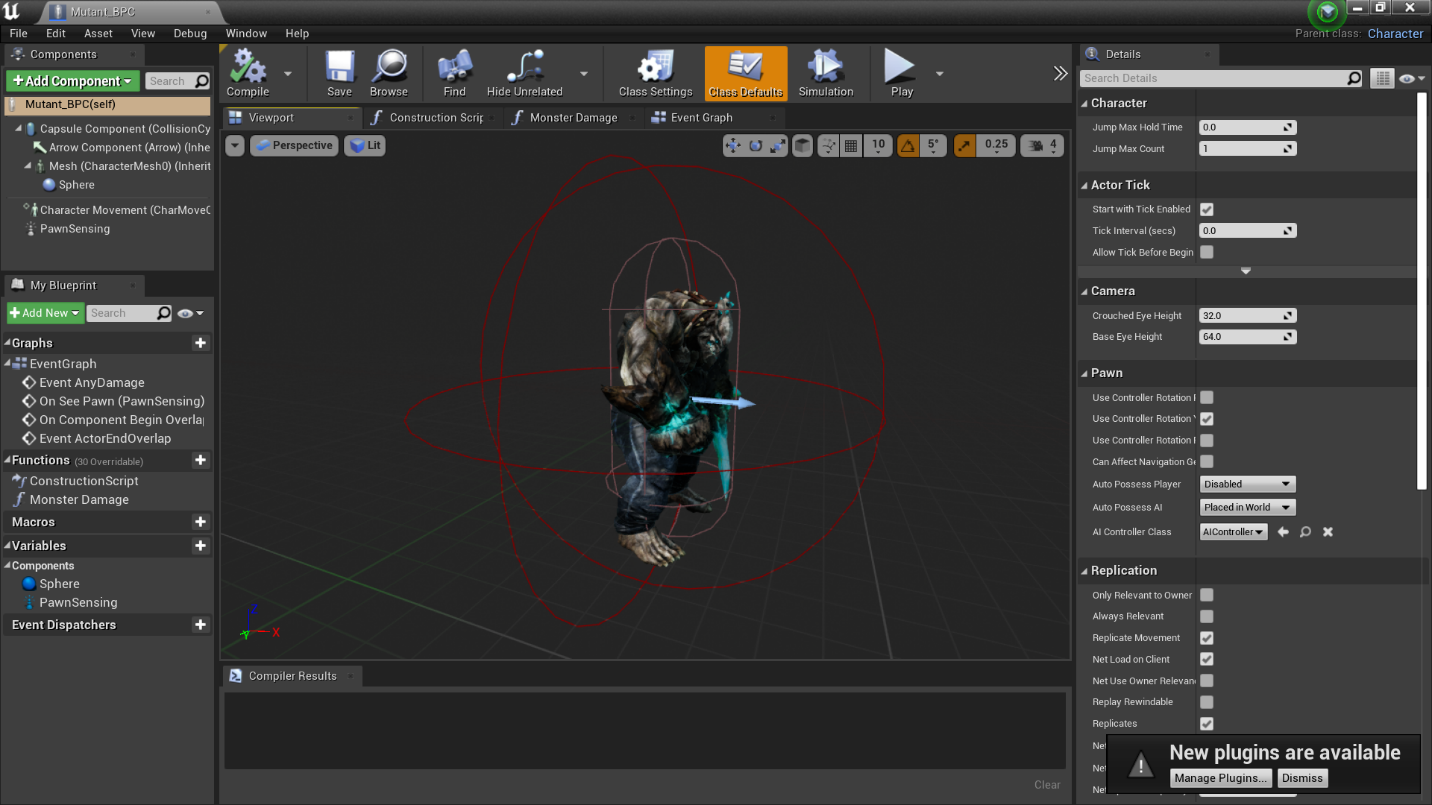 Mutant_BPC
File Edit Asset View Debug Window Help
Parent class: Character
Components
+Add Component
Search
Mutant_BPC(self)
Capsule Component (CollisionCy
Arrow Component (Arrow) (Inhe
Mesh (CharacterMesh0) (Inherit
Sphere
Character Movement (CharMoveC
PawnSensing
My Blueprint
+Add New
Search
Graphs
EventGraph
Event AnyDamage
On See Pawn (PawnSensing)
On Component Begin Overla
Event ActorEndOverlap
Functions (30 Overridable)
ConstructionScript
Monster Damage
Macros
Variables
Components
Sphere
PawnSensing
Event Dispatchers
Compile Save Browse Find Hide Unrelated Class Settings Class Defaults Simulation Play
Viewport Construction Scrip Monster Damage Event Graph
Perspective Lit 10 5° 0.25 4
Z
Y X
Compiler Results
Clear
Details
Search Details
Character
Jump Max Hold Time 0.0
Jump Max Count 1
Actor Tick
Start with Tick Enabled
Tick Interval (secs) 0.0
Allow Tick Before Begin
Camera
Crouched Eye Height 32.0
Base Eye Height 64.0
Pawn
Use Controller Rotation
Use Controller Rotation Y
Use Controller Rotation
Can Affect Navigation Ge
Auto Possess Player Disabled
Auto Possess AI Placed in World
AI Controller Class AIController
Replication
Only Relevant to Owner
Always Relevant
Replicate Movement
Net Load on Client
Net Use Owner Relevan
Replay Rewindable
Replicates
Net
Net
Net
New plugins are available
Manage Plugins... Dismiss